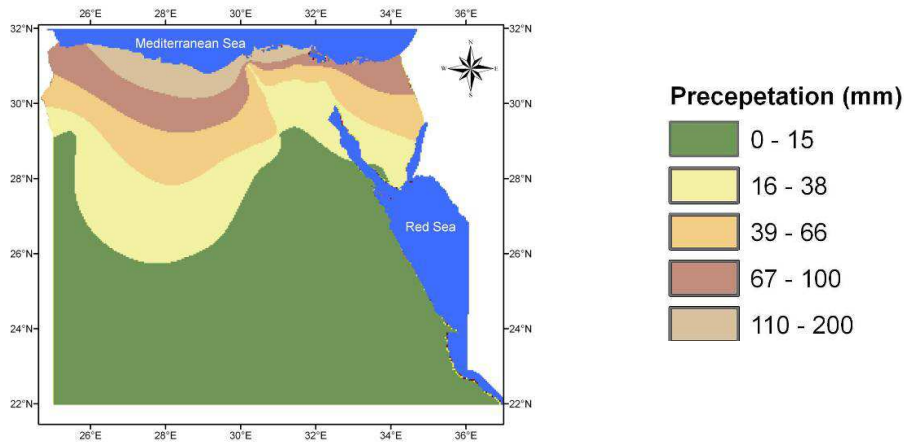 26°E 28°E 30°E 32°E 34°E 36°E
32°N 32°N
Mediterranean Sea
N
W E
S
30°N 30°N
28°N 28°N
Red Sea
26°N 26°N
24°N 24°N
22°N 22°N
26°E 28°E 30°E 32°E 34°E 36°E
Precepetation (mm)
0 - 15
16 - 38
39 - 66
67 - 100
110 - 200